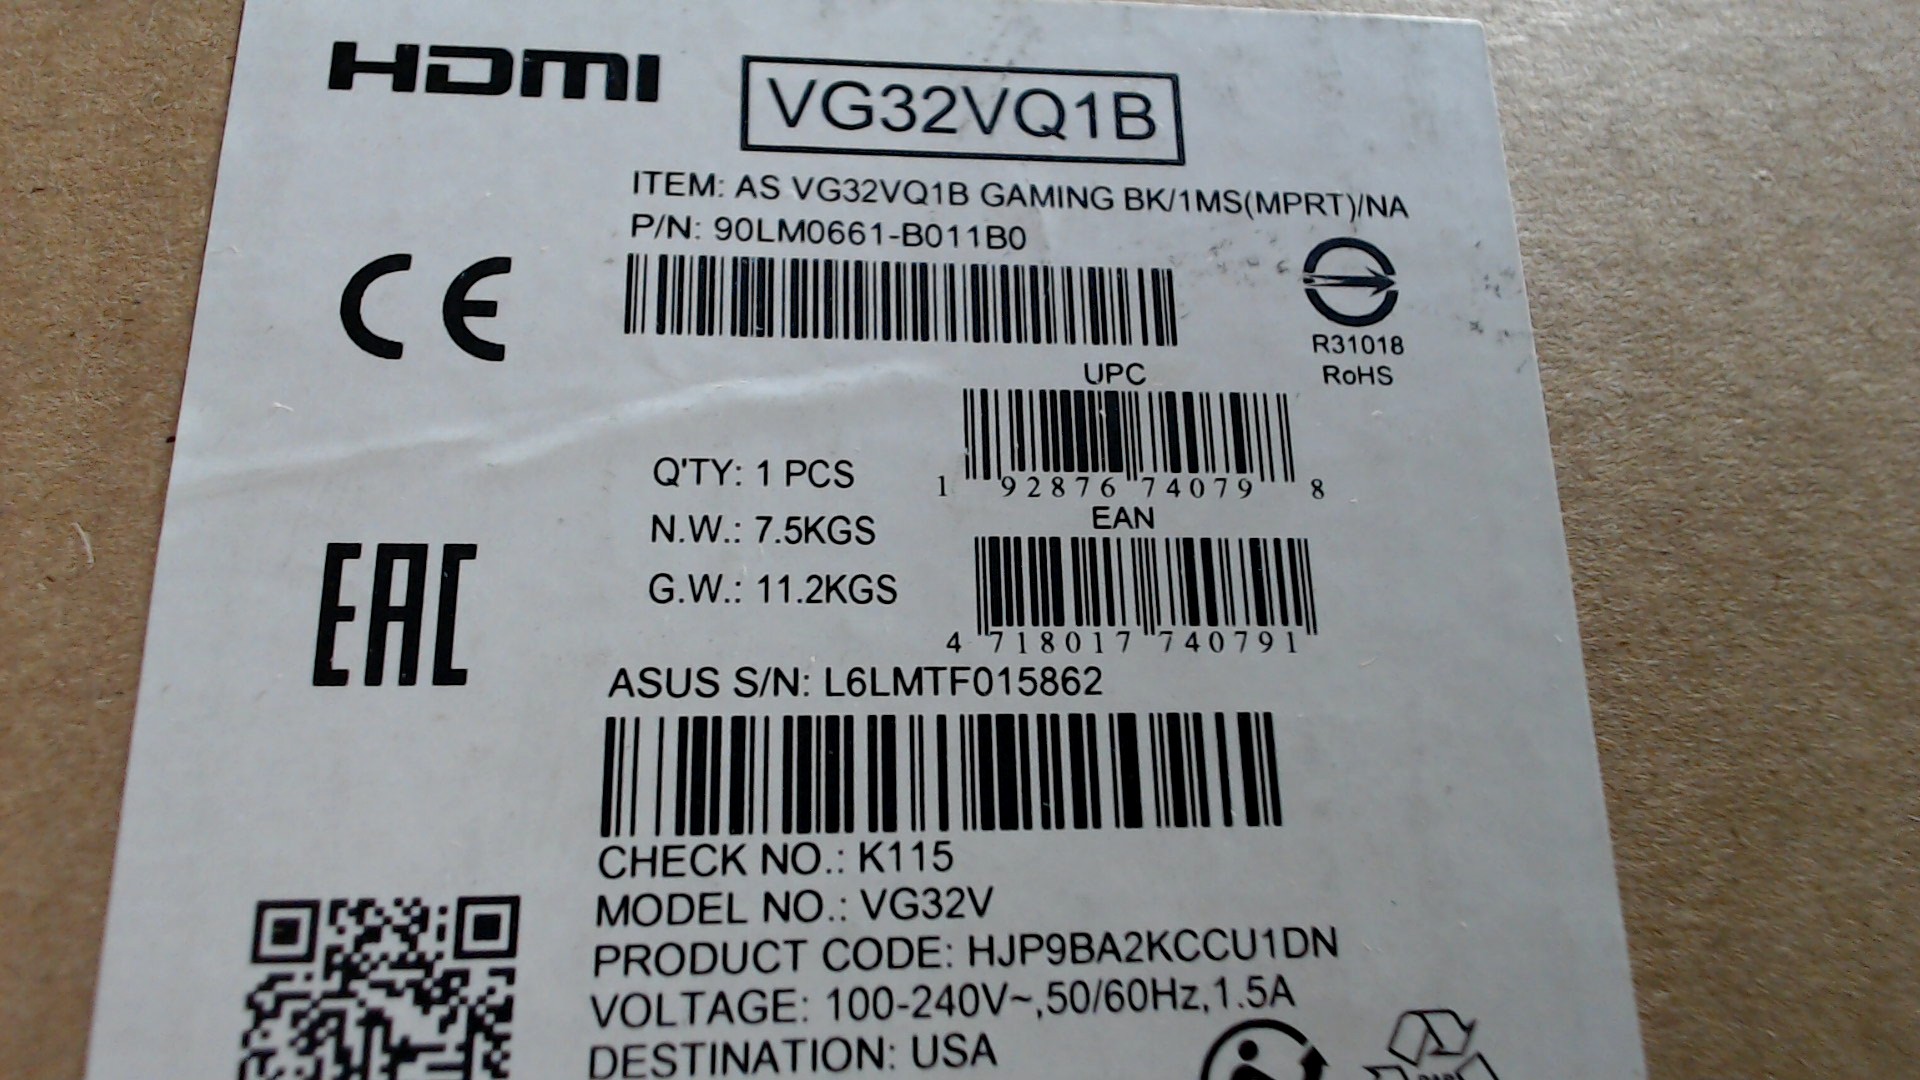 HDMI
VG32VQ1B
ITEM: AS VG32VQ1B GAMING BK/1MS(MPRT)/NA
P/N: 90LM0661-B011B0
CE
R31018
RoHS
UPC
1 92876 74079 8
Q'TY: 1 PCS
N.W.: 7.5KGS
G.W.: 11.2KGS
EAN
4 718017 740791
EAC
ASUS S/N: L6LMTF015862
CHECK NO.: K115
MODEL NO.: VG32V
PRODUCT CODE: HJP9BA2KCCU1DN
VOLTAGE: 100-240V~,50/60Hz,1.5A
DESTINATION: USA